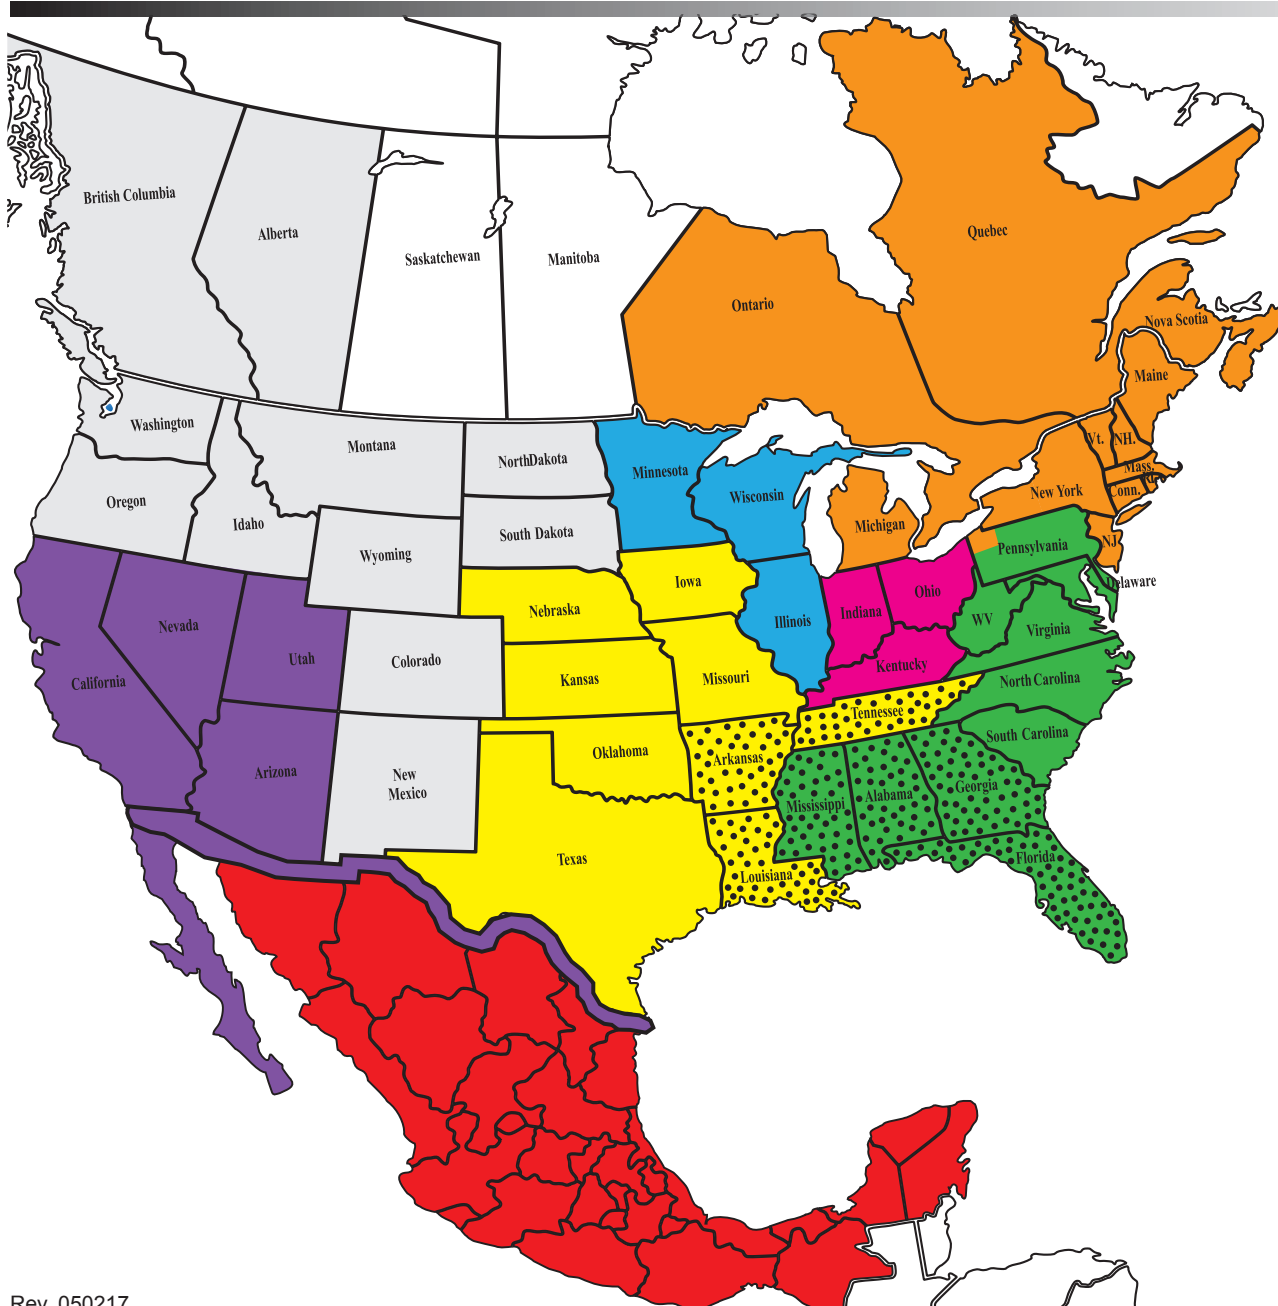 British Columbia
Alberta
Saskatchewan
Manitoba
Ontario
Quebec
Nova Scotia
Maine
Washington
Montana
NorthDakota
Minnesota
Wisconsin
Vt.
NH.
Mass.
Oregon
Idaho
South Dakota
Michigan
New York
Conn.
Wyoming
Pennsylvania
NJ
Iowa
Delaware
Nebraska
Nevada
Illinois
Indiana
Ohio
WV
Virginia
Utah
Colorado
Kansas
Missouri
Kentucky
North Carolina
California
Tennessee
South Carolina
Oklahoma
Arkansas
Arizona
New
Mexico
Mississippi
Alabama
Georgia
Texas
Louisiana
Florida
Rev. 050217